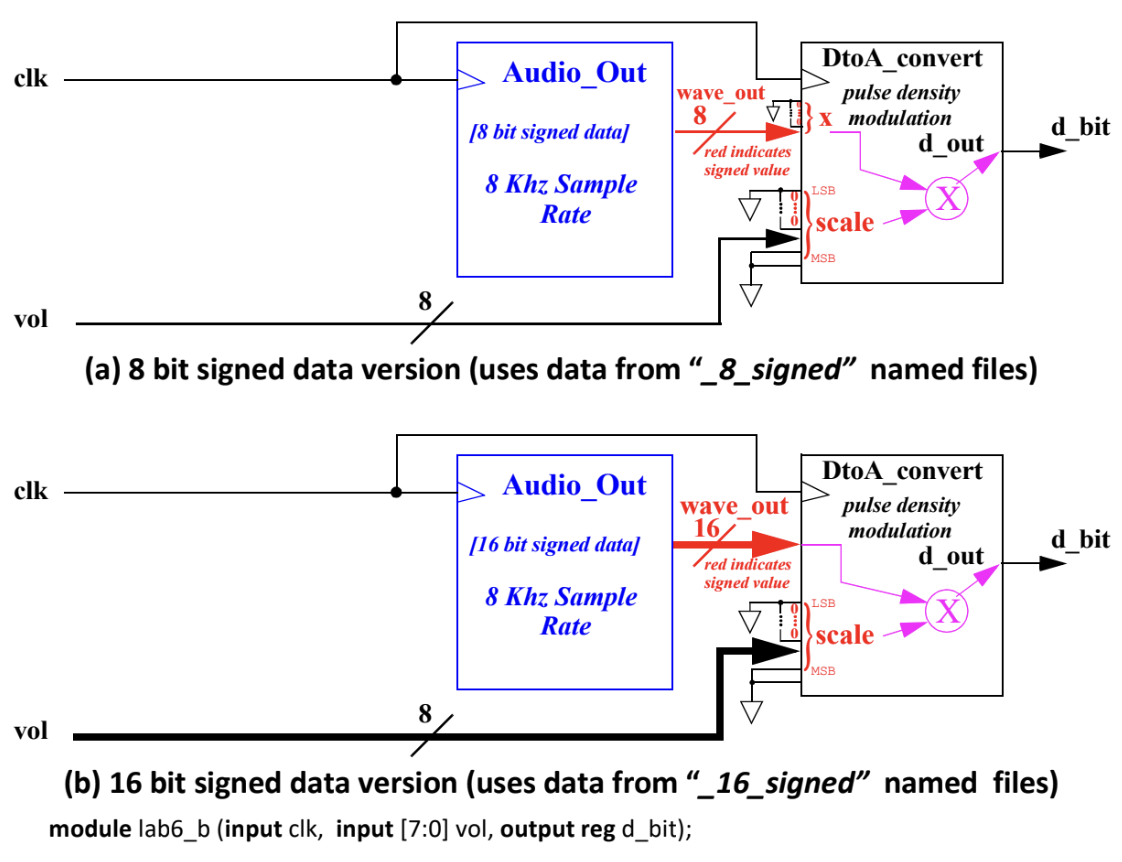 clk
Audio_Out
[8 bit signed data]
8 Khz Sample
Rate
wave_out
8
red indicates
signed value
DtoA_convert
pulse density
modulation
x
d_out
X
d_bit
LSB
0
0
scale
MSB
vol
8
(a) 8 bit signed data version (uses data from “_8_signed” named files)
clk
Audio_Out
[16 bit signed data]
8 Khz Sample
Rate
wave_out
16
red indicates
signed value
DtoA_convert
pulse density
modulation
d_out
X
d_bit
LSB
0
0
scale
MSB
vol
8
(b) 16 bit signed data version (uses data from “_16_signed” named files)
module lab6_b (input clk, input [7:0] vol, output reg d_bit);